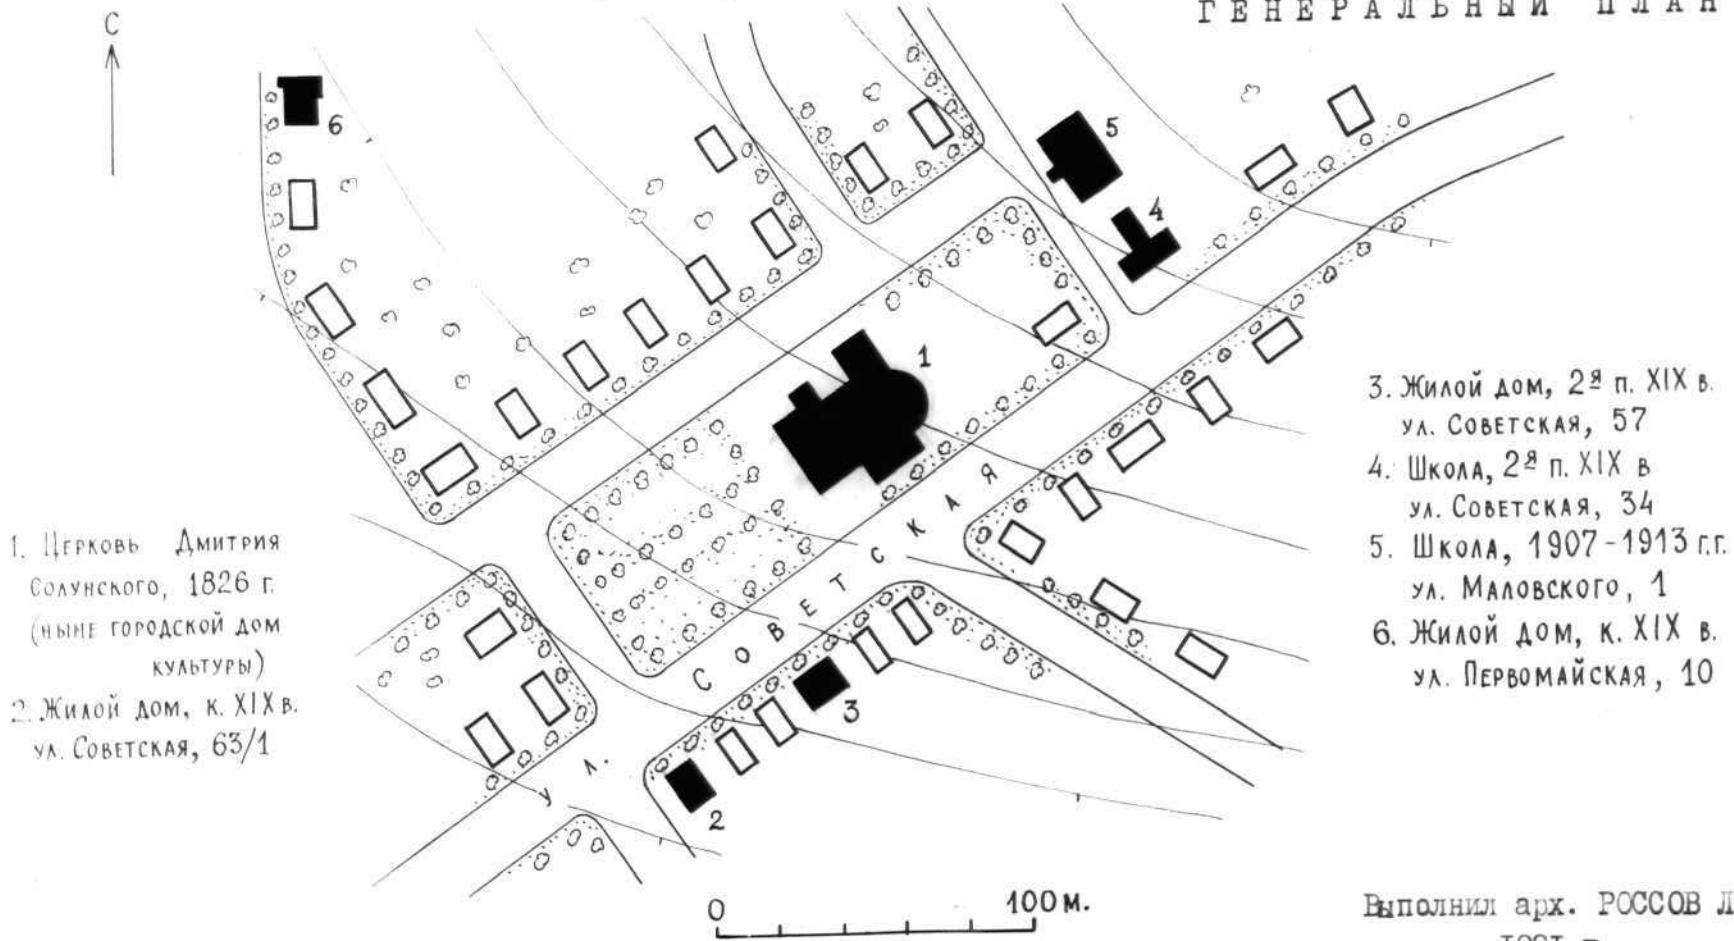 ГЕНЕРАЛЬНЫЙ ПЛАН
С
6
5
4
1
3
2
ул. Советская
1. Церковь Дмитрия
Солунского, 1826 г.
(ныне городской дом
культуры)
2. Жилой дом, к. XIX в.
ул. Советская, 63/1
3. Жилой дом, 2я п. XIX в.
ул. Советская, 57
4. Школа, 2я п. XIX в
ул. Советская, 34
5. Школа, 1907-1913 г.г.
ул. Маловского, 1
6. Жилой дом, к. XIX в.
ул. Первомайская, 10
0 100 м.
Выполнил арх. РОССОВ Л